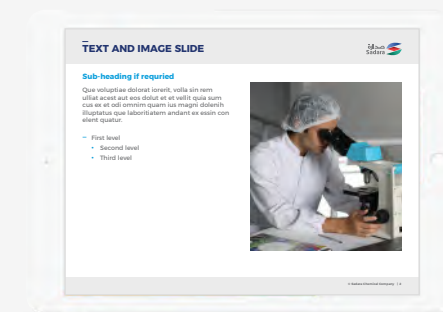 TEXT AND IMAGE SLIDE
صدارة
Sadara
Sub-heading if requried
Que voluptiae dolorat iorerit, volla sin rem
ulliat acest aut eos dolut et et vellit quia sum
cus ex et odi omnim quam ius magni dolenih
illuptatus que laboritiatem andant ex essin con
elent quatur.
– First level
• Second level
• Third level
© Sadara Chemical Company | 6